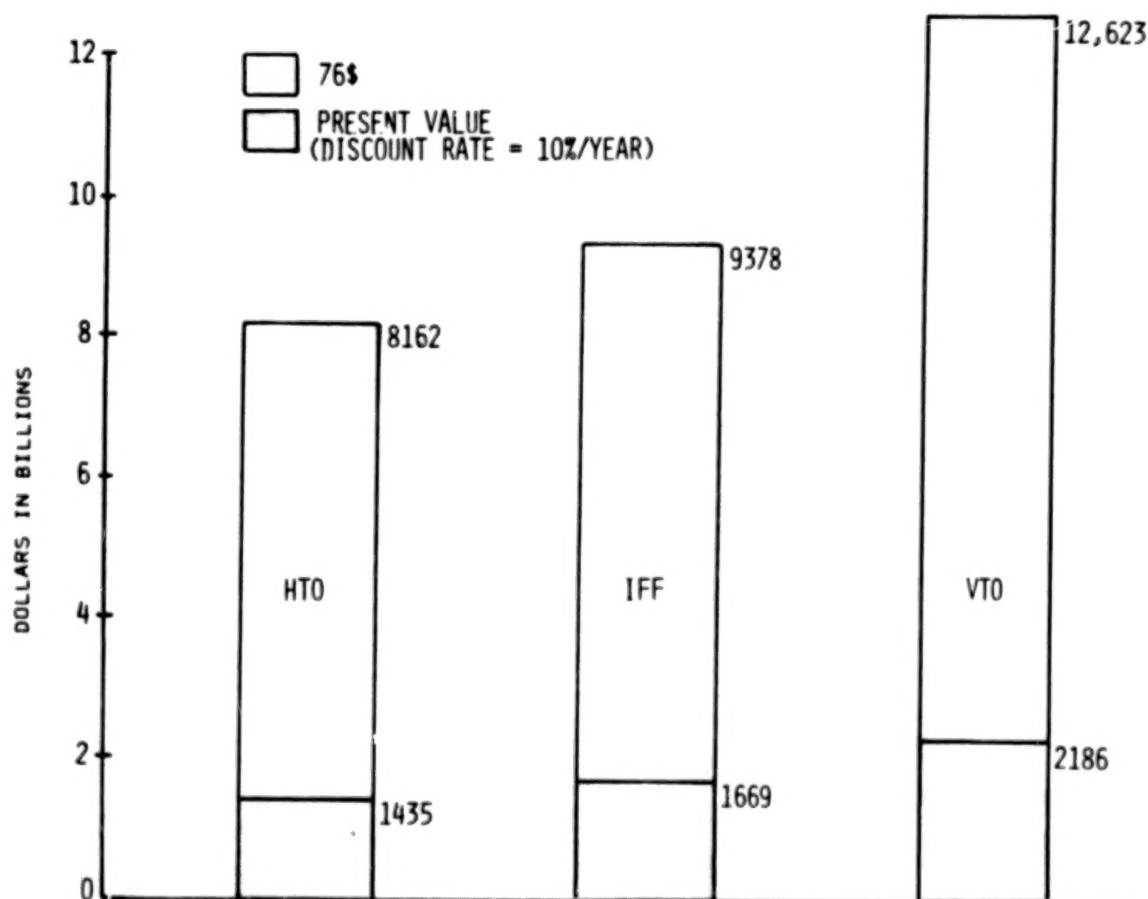 12,623
12
76$
PRESENT VALUE
(DISCOUNT RATE = 10%/YEAR)
10
9378
8
8162
DOLLARS IN BILLIONS
6
HTO
IFF
VTO
4
2
2186
1669
1435
0